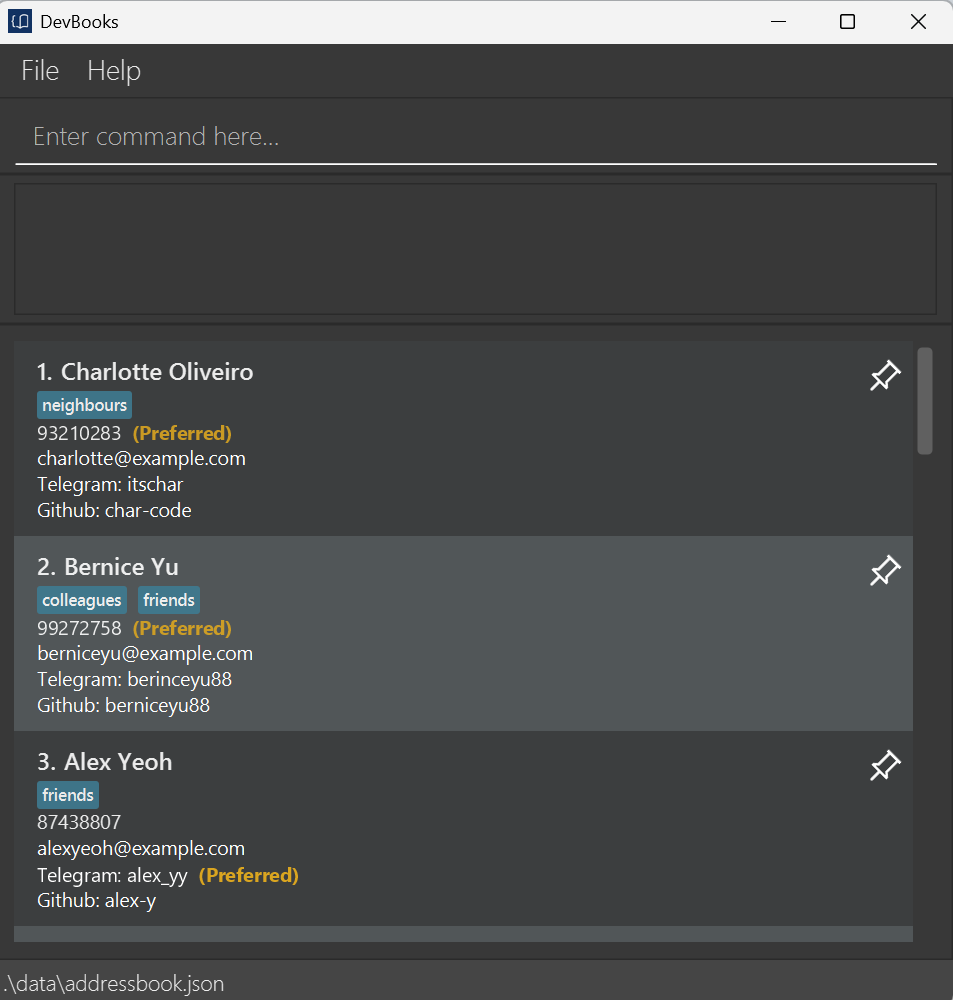 DevBooks
File Help
Enter command here...
1. Charlotte Oliveiro
neighbours
93210283 (Preferred)
charlotte@example.com
Telegram: itschar
Github: char-code
2. Bernice Yu
colleagues friends
99272758 (Preferred)
berniceyu@example.com
Telegram: berinceyu88
Github: berniceyu88
3. Alex Yeoh
friends
87438807
alexyeoh@example.com
Telegram: alex_yy (Preferred)
Github: alex-y
.\data\addressbook.json